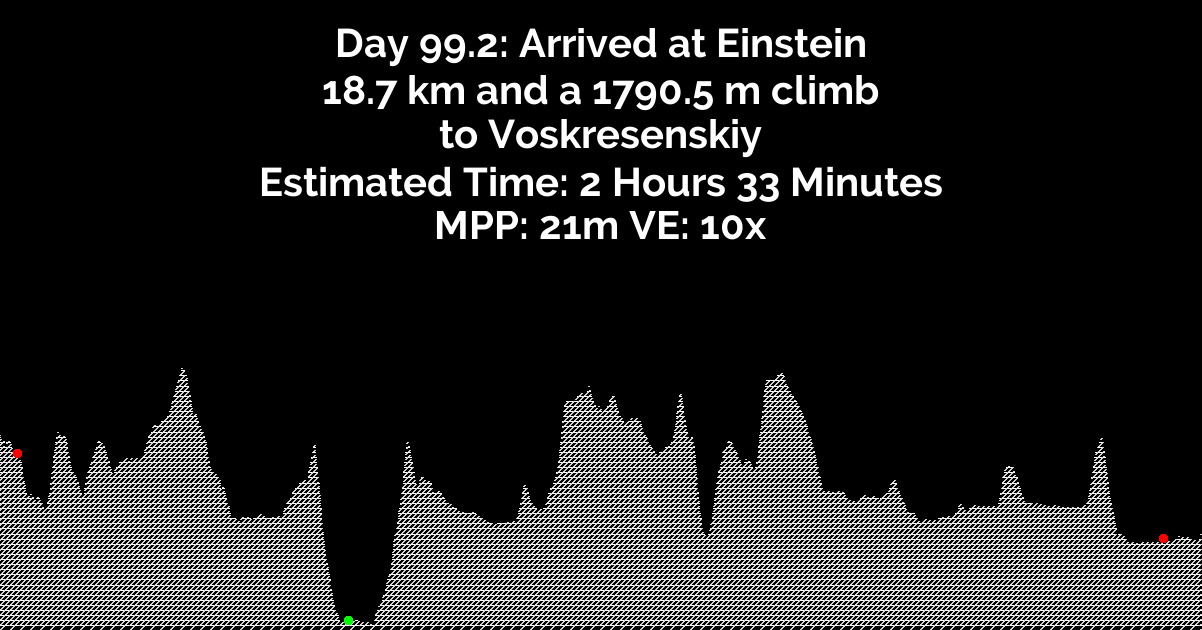 Day 99.2: Arrived at Einstein
18.7 km and a 1790.5 m climb
to Voskresenskiy
Estimated Time: 2 Hours 33 Minutes
MPP: 21m VE: 10x